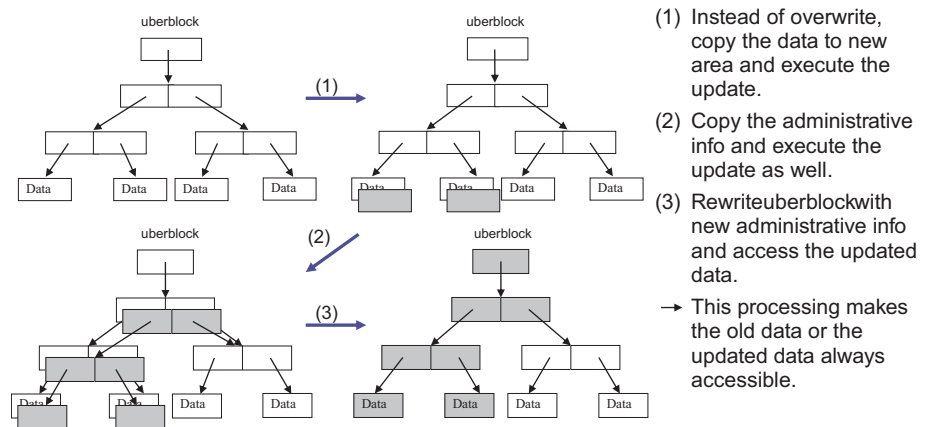 uberblock
(1)
uberblock
Data
Data
Data
Data
Data
Data
Data
Data
(2)
uberblock
(3)
uberblock
Data
Data
Data
Data
Data
Data
Data
Data
(1) Instead of overwrite,
copy the data to new
area and execute the
update.
(2) Copy the administrative
info and execute the
update as well.
(3) Rewriteuberblockwith
new administrative info
and access the updated
data.
→ This processing makes
the old data or the
updated data always
accessible.